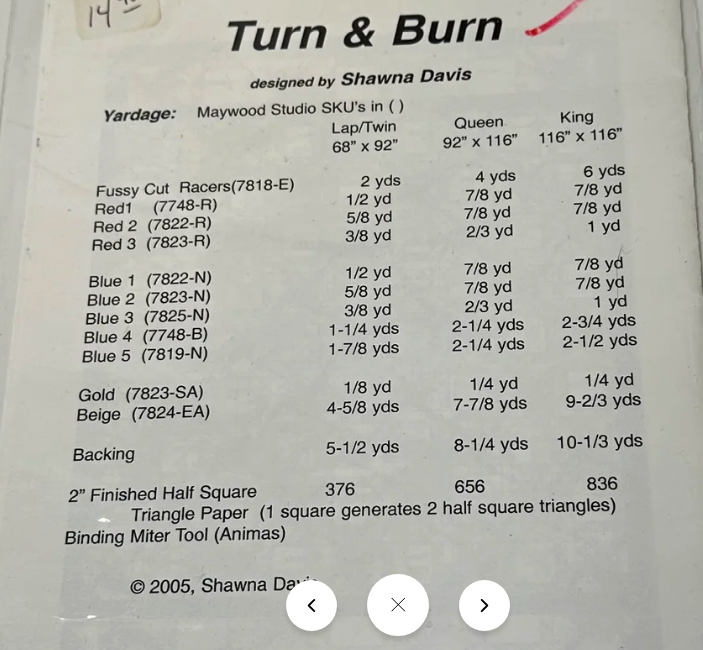 14
Turn & Burn
designed by Shawna Davis
Yardage: Maywood Studio SKU's in ( )
Lap/Twin Queen King
68" x 92" 92" x 116" 116" x 116"
Fussy Cut Racers(7818-E) 2 yds 4 yds 6 yds
Red1 (7748-R) 1/2 yd 7/8 yd 7/8 yd
Red 2 (7822-R) 5/8 yd 7/8 yd 7/8 yd
Red 3 (7823-R) 3/8 yd 2/3 yd 1 yd
Blue 1 (7822-N) 1/2 yd 7/8 yd 7/8 yd
Blue 2 (7823-N) 5/8 yd 7/8 yd 7/8 yd
Blue 3 (7825-N) 3/8 yd 2/3 yd 1 yd
Blue 4 (7748-B) 1-1/4 yds 2-1/4 yds 2-3/4 yds
Blue 5 (7819-N) 1-7/8 yds 2-1/4 yds 2-1/2 yds
Gold (7823-SA) 1/8 yd 1/4 yd 1/4 yd
Beige (7824-EA) 4-5/8 yds 7-7/8 yds 9-2/3 yds
Backing 5-1/2 yds 8-1/4 yds 10-1/3 yds
2" Finished Half Square 376 656 836
Triangle Paper (1 square generates 2 half square triangles)
Binding Miter Tool (Animas)
© 2005, Shawna